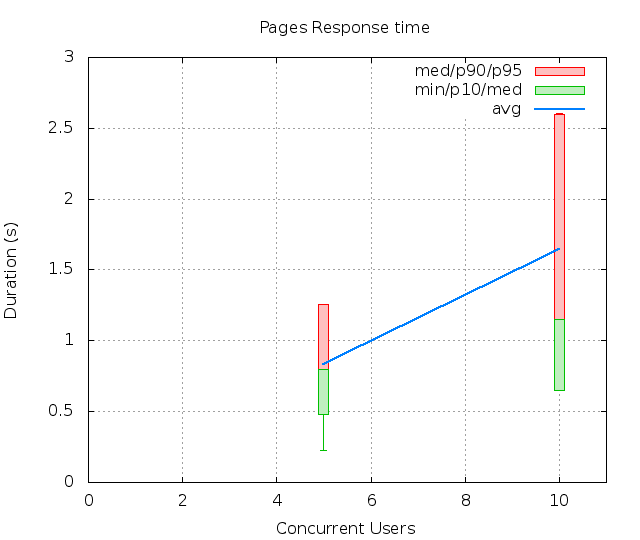 Pages Response time
3
2.5
2
1.5
1
0.5
0
Duration (s)
med/p90/p95
min/p10/med
avg
0 2 4 6 8 10
Concurrent Users